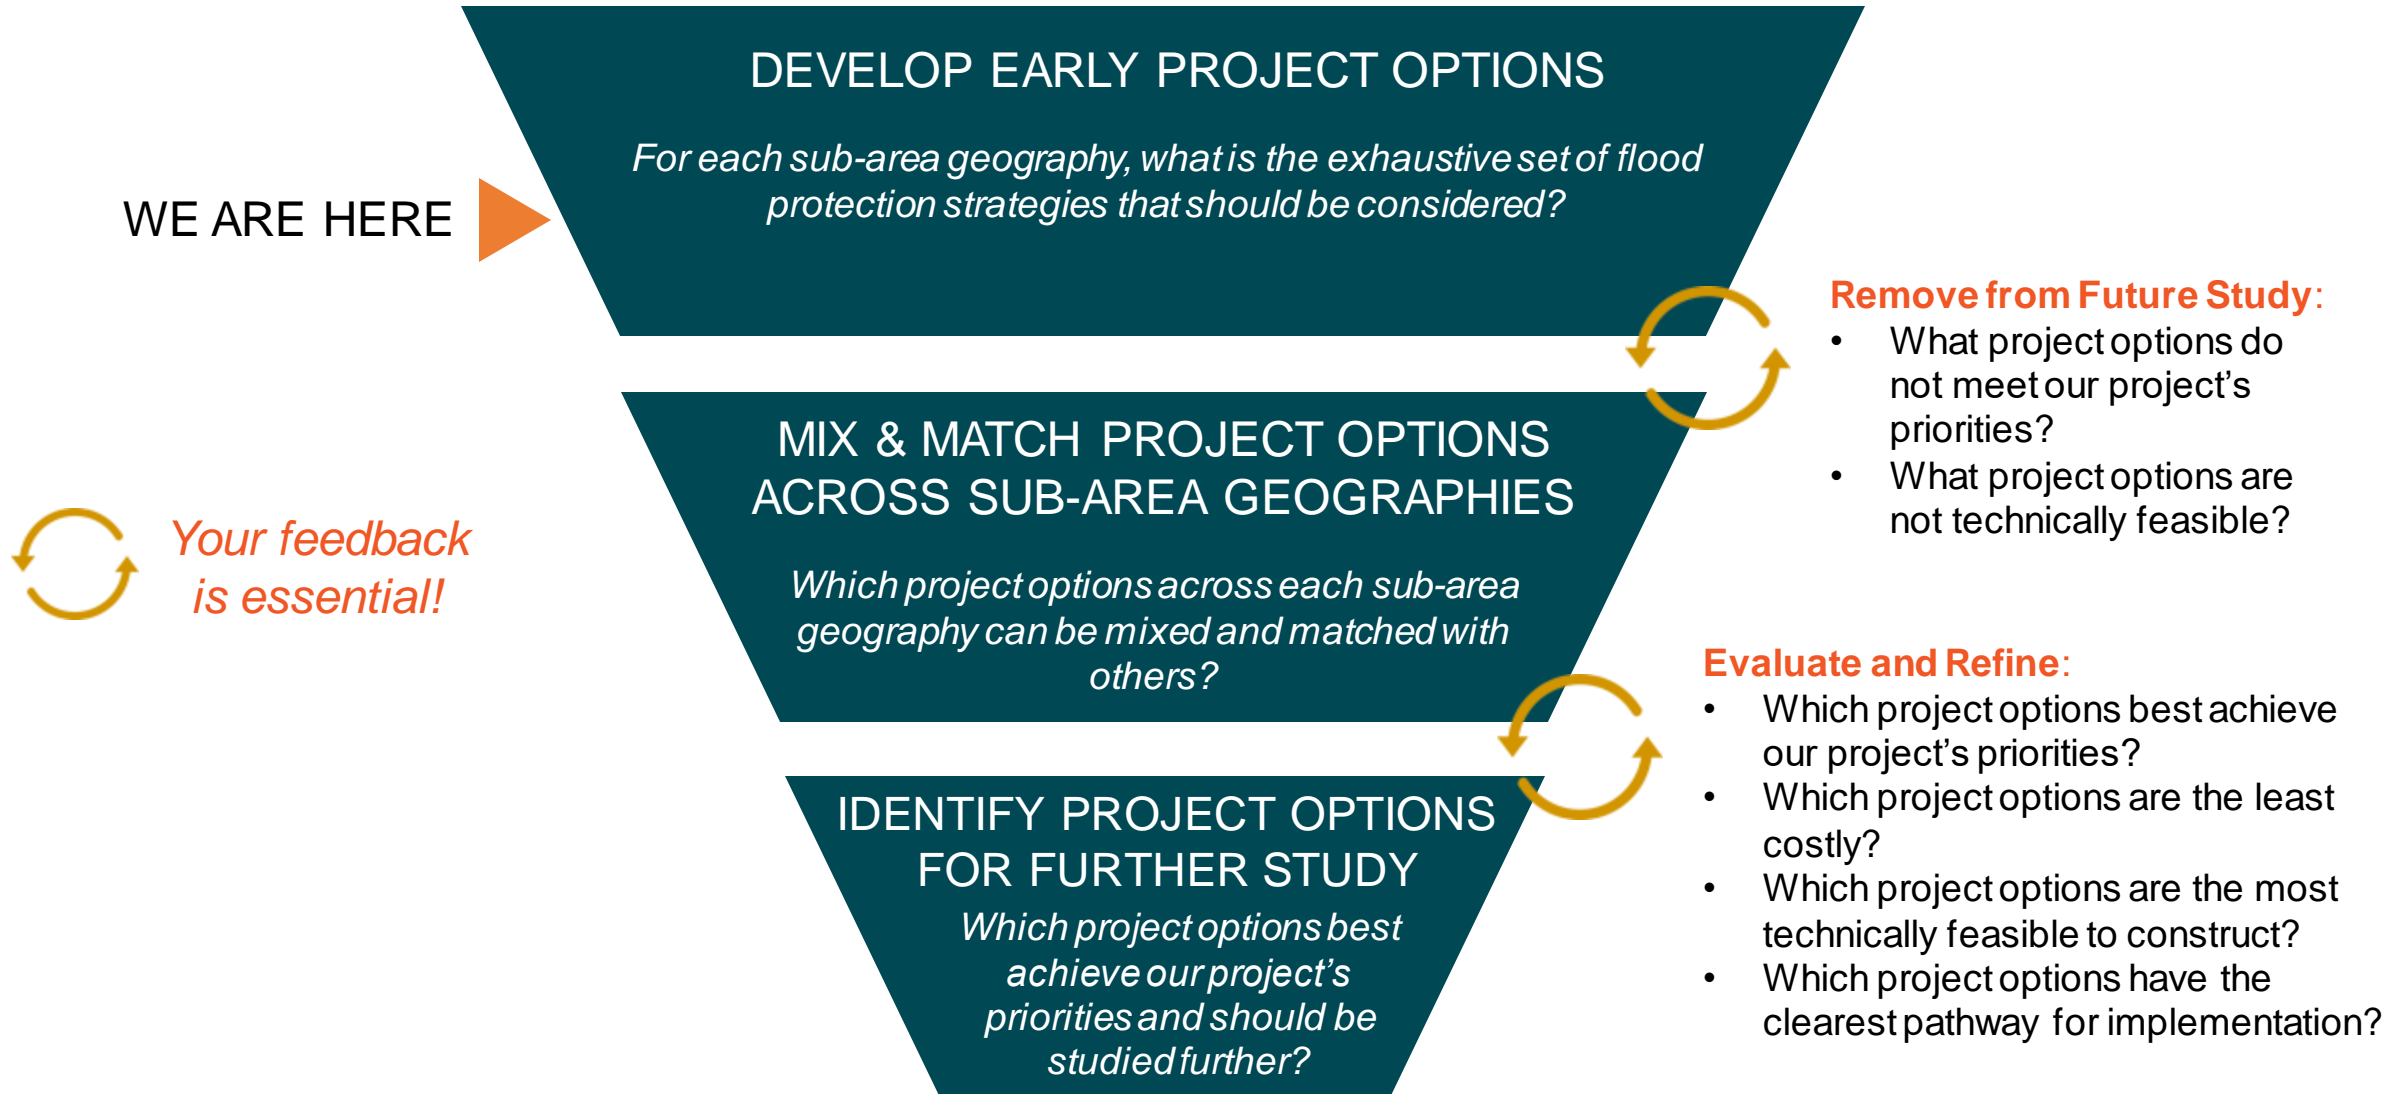 DEVELOP EARLY PROJECT OPTIONS
For each sub-area geography, what is the exhaustive set of flood
protection strategies that should be considered?
WE ARE HERE
Remove from Future Study:
• What project options do
not meet our project’s
priorities?
• What project options are
not technically feasible?
MIX & MATCH PROJECT OPTIONS
ACROSS SUB-AREA GEOGRAPHIES
Which project options across each sub-area
geography can be mixed and matched with
others?
Your feedback
is essential!
Evaluate and Refine:
• Which project options best achieve
our project’s priorities?
• Which project options are the least
costly?
• Which project options are the most
technically feasible to construct?
• Which project options have the
clearest pathway for implementation?
IDENTIFY PROJECT OPTIONS
FOR FURTHER STUDY
Which project options best
achieve our project’s
priorities and should be
studied further?